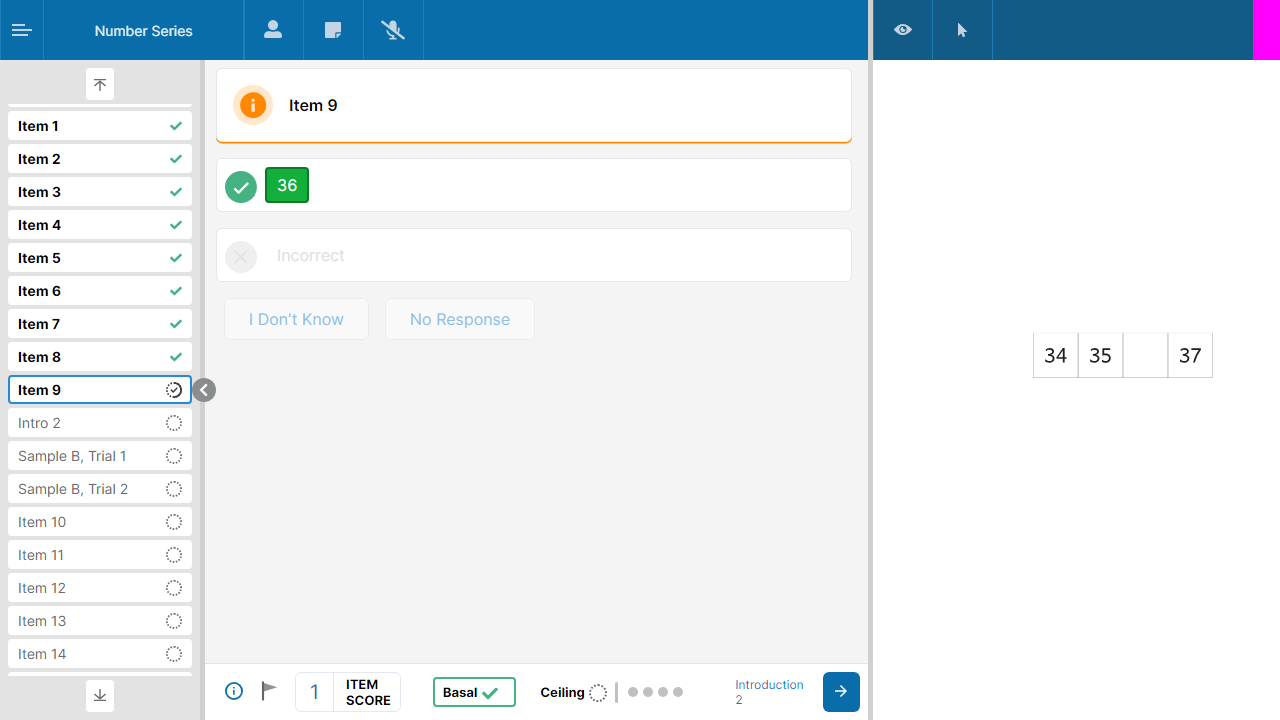 Number Series
Item 1
Item 2
Item 3
Item 4
Item 5
Item 6
Item 7
Item 8
Item 9
Intro 2
Sample B, Trial 1
Sample B, Trial 2
Item 10
Item 11
Item 12
Item 13
Item 14
Item 9
36
Incorrect
I Don't Know No Response
1 ITEM
SCORE
Basal
Ceiling
Introduction
2
34 35 37